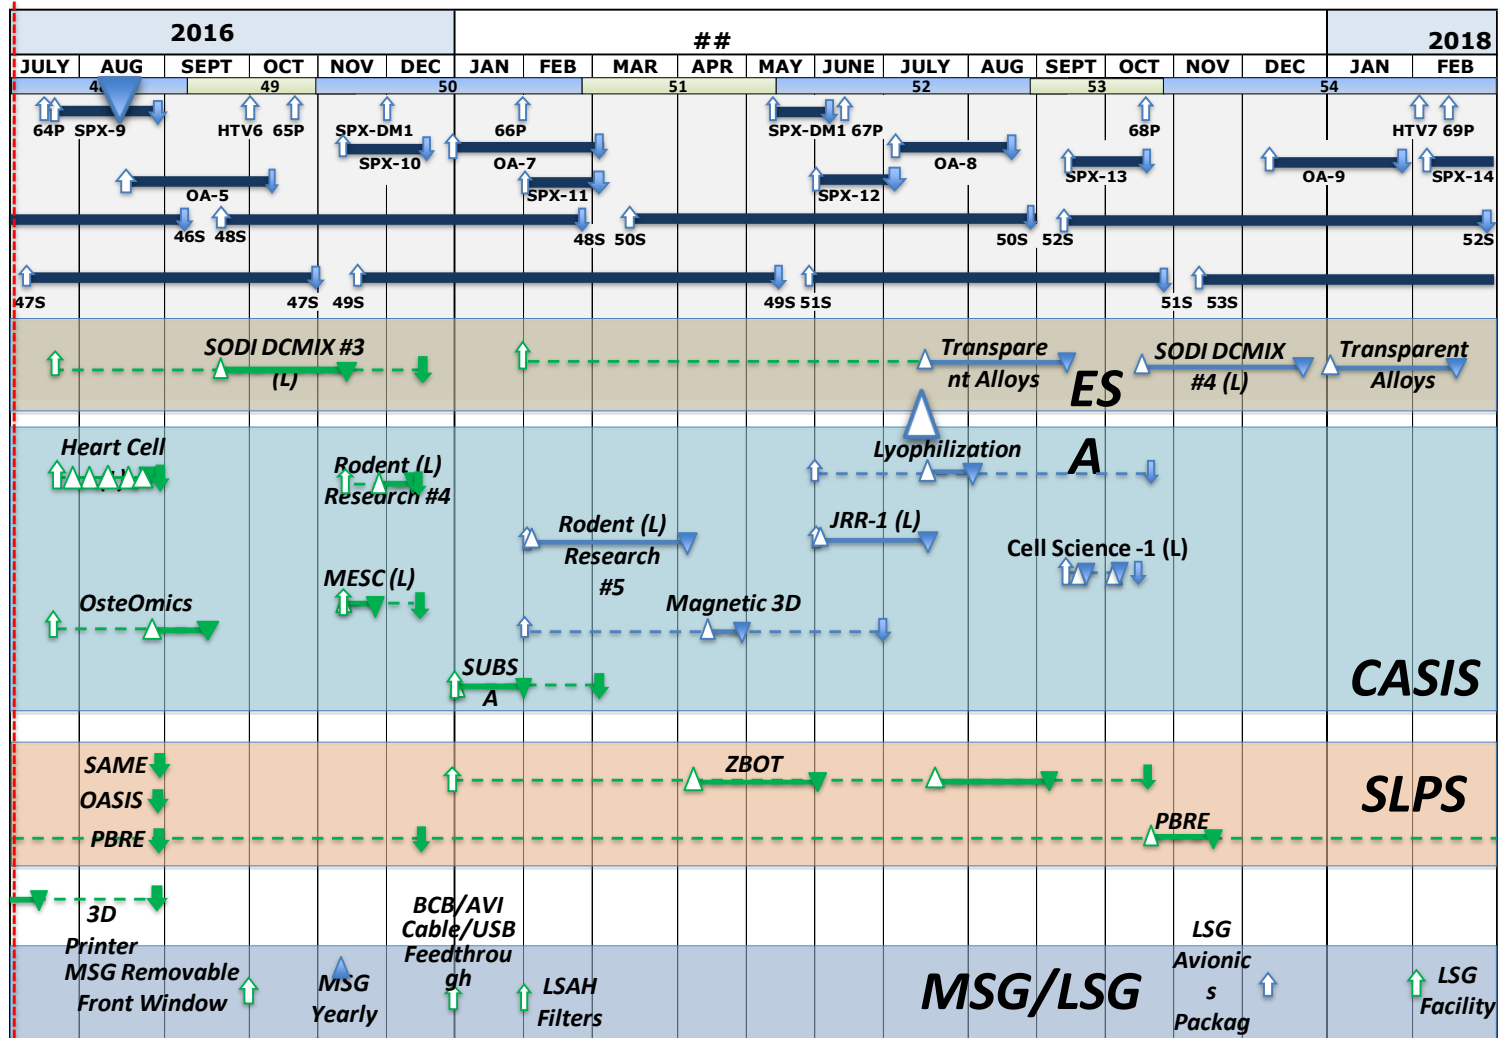 2016
##
2018
JULY AUG SEPT OCT NOV DEC JAN FEB MAR APR MAY JUNE JULY AUG SEPT OCT NOV DEC JAN FEB
49 50 51 52 53 54
64P SPX-9 HTV6 65P SPX-DM1 66P SPX-DM1 67P 68P HTV7 69P
SPX-10 OA-7 OA-8 SPX-13 OA-9 SPX-14
OA-5 SPX-11 SPX-12
46S 48S 48S 50S 50S 52S 52S
47S 47S 49S 49S 51S 51S 53S
SODI DCMIX #3
(L)
Transpare
nt Alloys
ES
A
SODI DCMIX
#4 (L)
Transparent
Alloys
Heart Cell
Rodent (L)
Research #4
Lyophilization
Rodent (L)
Research
#5
JRR-1 (L)
Cell Science -1 (L)
MESC (L)
OsteOmics
Magnetic 3D
SUBS
A
CASIS
SAME
OASIS
PBRE
ZBOT
PBRE
SLPS
3D
Printer
MSG Removable
Front Window
MSG
Yearly
BCB/AVI
Cable/USB
Feedthrou
gh
LSAH
Filters
MSG/LSG
LSG
Avionic
s
Packag
LSG
Facility